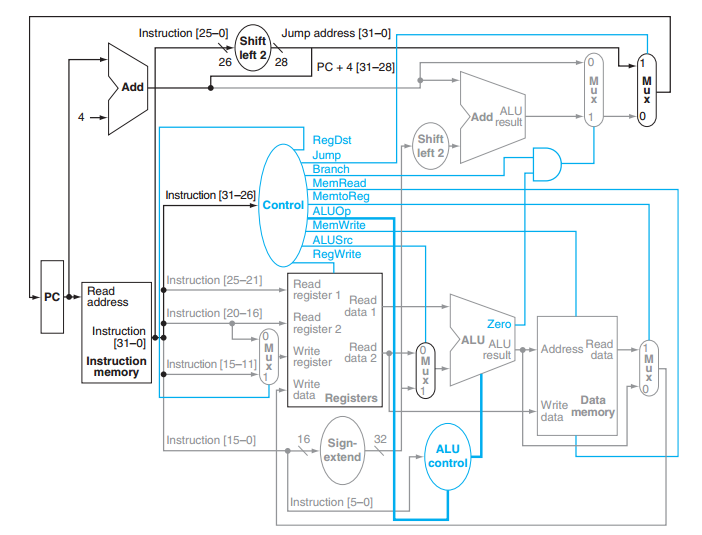 Instruction [25–0]
Shift
left 2
Jump address [31–0]
26
28
PC + 4 [31–28]
Add
4
0
M
u
x
1
1
M
u
x
0
Add
ALU
result
Shift
left 2
RegDst
Jump
Branch
MemRead
MemtoReg
ALUOp
MemWrite
ALUSrc
RegWrite
Instruction [31–26]
Control
PC
Read
address
Instruction
[31–0]
Instruction
memory
Instruction [25–21]
Instruction [20–16]
Instruction [15–11]
0
M
u
x
1
Read
register 1
Read
data 1
Read
register 2
Write
register
Read
data 2
Write
data
Registers
0
M
u
x
1
Zero
ALU
ALU
result
Address
Read
data
Write
data
Data
memory
1
M
u
x
0
Instruction [15–0]
16
Sign-
extend
32
ALU
control
Instruction [5–0]